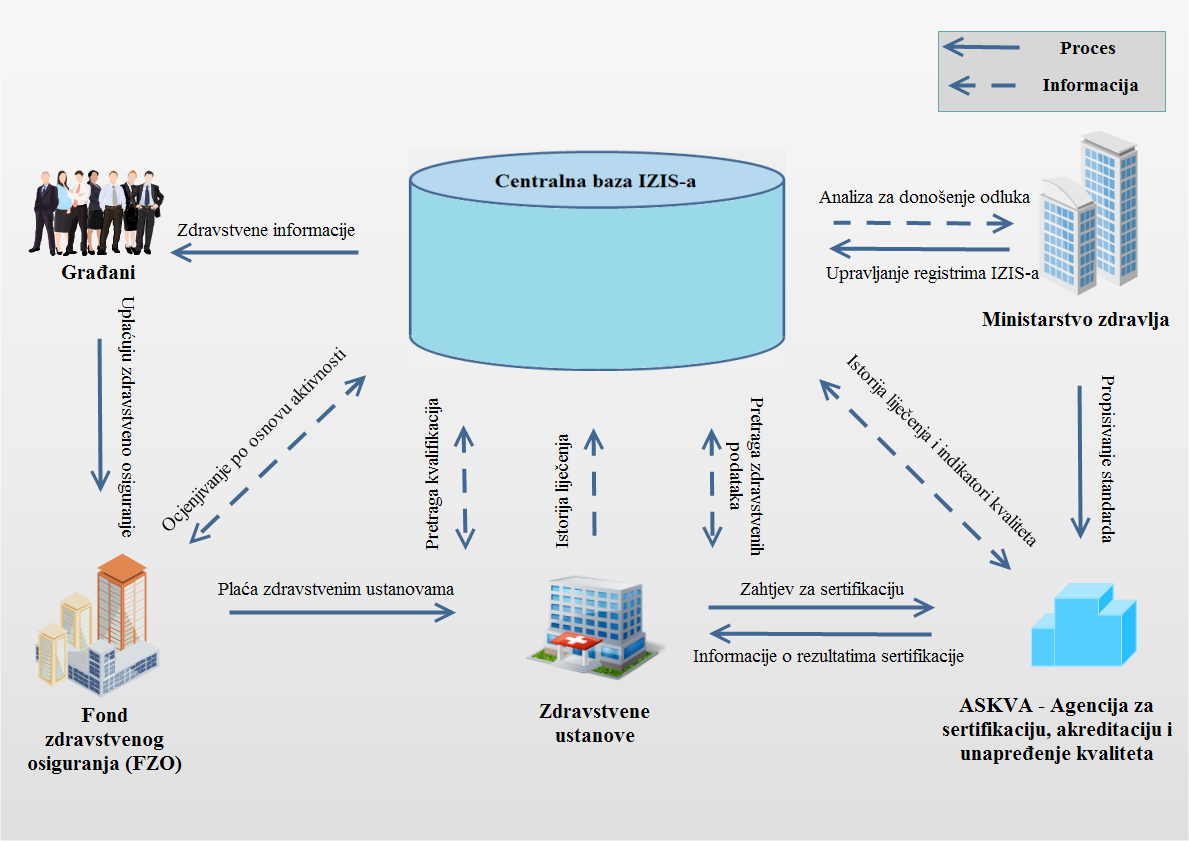 Proces
Informacija
Centralna baza IZIS-a
Analiza za donošenje odluka
Zdravstvene informacije
Građani
Upravljanje registrima IZIS-a
Ministarstvo zdravlja
Uplaćuju zdravstveno osiguranje
Ocjenjivanje po osnovu aktivnosti
Pretraga kvalifikacija
Istorija liječenja
Pretraga zdravstvenih
podataka
Istorija liječenja i indikatori kvaliteta
Propisivanje standarda
Plaća zdravstvenim ustanovama
Zahtjev za sertifikaciju
Informacije o rezultatima sertifikacije
Fond
zdravstvenog
osiguranja (FZO)
Zdravstvene
ustanove
ASKVA - Agencija za
sertifikaciju, akreditaciju i
unapređenje kvaliteta